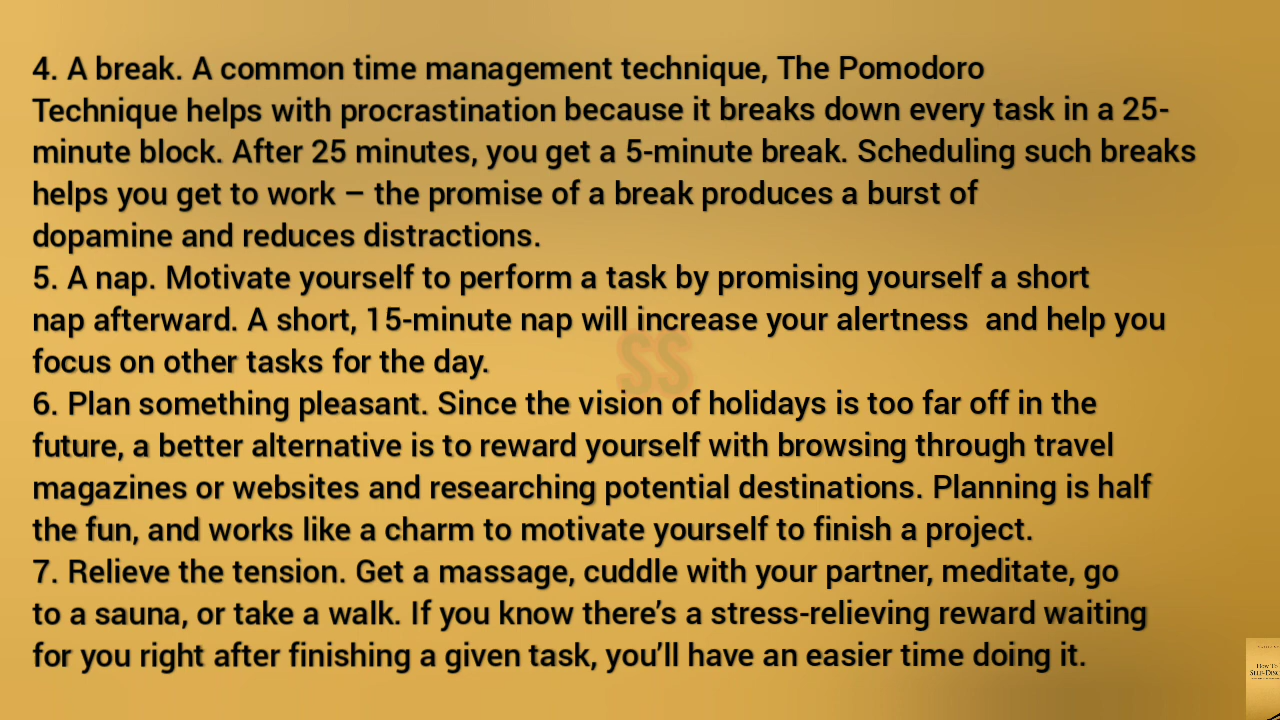 4. A break. A common time management technique, The Pomodoro
Technique helps with procrastination because it breaks down every task in a 25-
minute block. After 25 minutes, you get a 5-minute break. Scheduling such breaks
helps you get to work – the promise of a break produces a burst of
dopamine and reduces distractions.
5. A nap. Motivate yourself to perform a task by promising yourself a short
nap afterward. A short, 15-minute nap will increase your alertness  and help you
focus on other tasks for the day.
6. Plan something pleasant. Since the vision of holidays is too far off in the
future, a better alternative is to reward yourself with browsing through travel
magazines or websites and researching potential destinations. Planning is half
the fun, and works like a charm to motivate yourself to finish a project.
7. Relieve the tension. Get a massage, cuddle with your partner, meditate, go
to a sauna, or take a walk. If you know there’s a stress-relieving reward waiting
for you right after finishing a given task, you’ll have an easier time doing it.
SS
How To